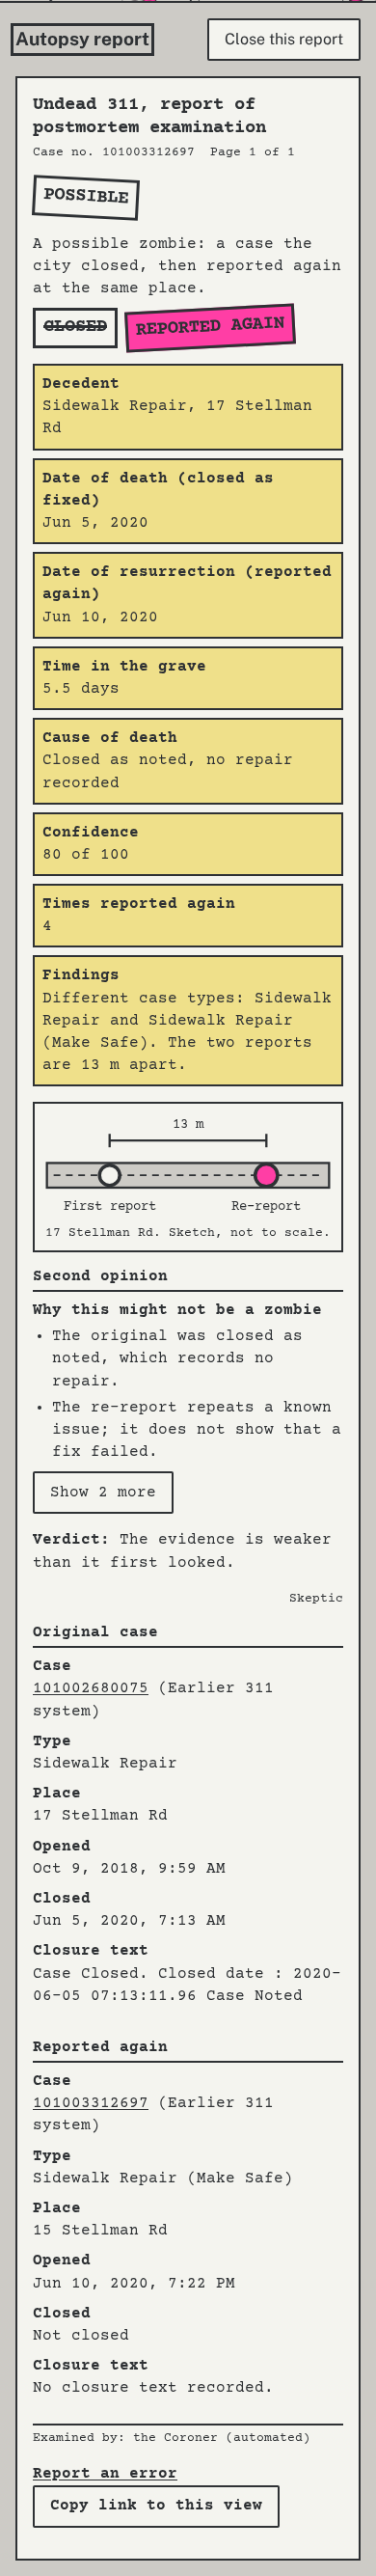 Autopsy report
Close this report
Undead 311, report of
postmortem examination
Case no. 101003312697  Page 1 of 1
POSSIBLE
A possible zombie: a case the
city closed, then reported again
at the same place.
CLOSED
REPORTED AGAIN
Decedent
Sidewalk Repair, 17 Stellman
Rd
Date of death (closed as
fixed)
Jun 5, 2020
Date of resurrection (reported
again)
Jun 10, 2020
Time in the grave
5.5 days
Cause of death
Closed as noted, no repair
recorded
Confidence
80 of 100
Times reported again
4
Findings
Different case types: Sidewalk
Repair and Sidewalk Repair
(Make Safe). The two reports
are 13 m apart.
13 m
First report
Re-report
17 Stellman Rd. Sketch, not to scale.
Second opinion
Why this might not be a zombie
• The original was closed as
noted, which records no
repair.
• The re-report repeats a known
issue; it does not show that a
fix failed.
Show 2 more
Verdict: The evidence is weaker
than it first looked.
Skeptic
Original case
Case
101002680075 (Earlier 311
system)
Type
Sidewalk Repair
Place
17 Stellman Rd
Opened
Oct 9, 2018, 9:59 AM
Closed
Jun 5, 2020, 7:13 AM
Closure text
Case Closed. Closed date : 2020-
06-05 07:13:11.96 Case Noted
Reported again
Case
101003312697 (Earlier 311
system)
Type
Sidewalk Repair (Make Safe)
Place
15 Stellman Rd
Opened
Jun 10, 2020, 7:22 PM
Closed
Not closed
Closure text
No closure text recorded.
Examined by: the Coroner (automated)
Report an error
Copy link to this view